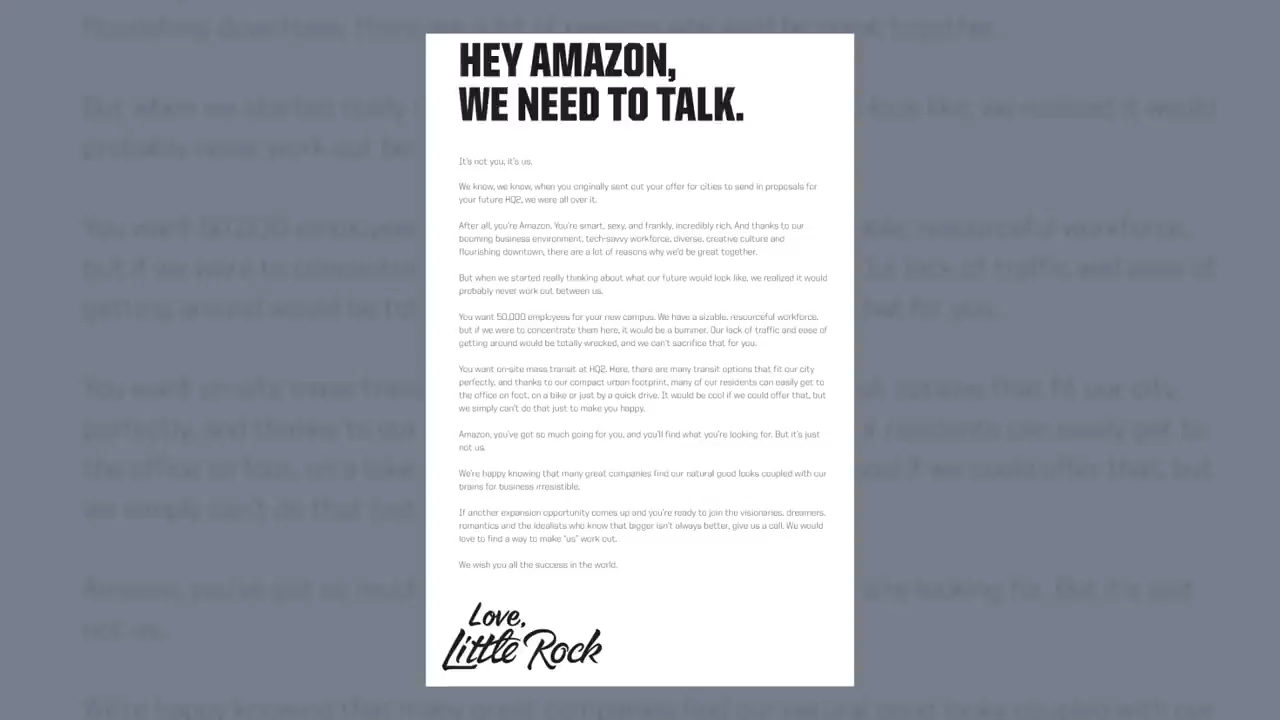 HEY AMAZON,
WE NEED TO TALK.
It's not you, it's us.
We know, we know, when you originally sent out your offer for cities to send in proposals for
your future HQ2, we were all over it.
After all, you're Amazon. You're smart, sexy, and frankly, incredibly rich. And thanks to our
booming business environment, tech-savvy workforce, diverse, creative culture and
flourishing downtown, there are a lot of reasons why we'd be great together.
But when we started really thinking about what our future would look like, we realized it would
probably never work out between us.
You want 50,000 employees for your new campus. We have a sizable, resourceful workforce,
but if we were to concentrate them here, it would be a bummer. Our lack of traffic and ease of
getting around would be totally wrecked, and we can't sacrifice that for you.
You want on-site mass transit at HQ2. Here, there are many transit options that fit our city
perfectly, and thanks to our compact urban footprint, many of our residents can easily get to
the office on foot, on a bike or just by a quick drive. It would be cool if we could offer that, but
we simply can't do that just to make you happy.
Amazon, you've got so much going for you, and you'll find what you're looking for. But it's just
not us.
We're happy knowing that many great companies find our natural good looks coupled with our
brains for business irresistible.
If another expansion opportunity comes up and you're ready to join the visionaries, dreamers,
romantics and the idealists who know that bigger isn't always better, give us a call. We would
love to find a way to make "us" work out.
We wish you all the success in the world.
Love,
Little Rock